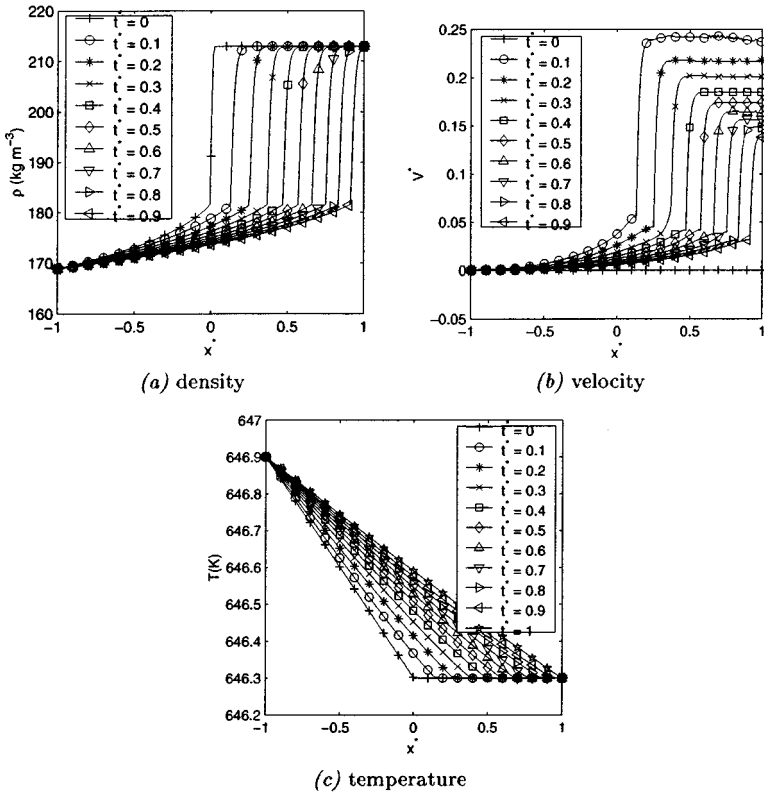 220
210
200
190
180
170
160
ρ (kg m⁻³)
t* = 0
t* = 0.1
t* = 0.2
t* = 0.3
t* = 0.4
t* = 0.5
t* = 0.6
t* = 0.7
t* = 0.8
t* = 0.9
-1 -0.5 0 0.5 1
x*
(a) density
0.25
0.2
0.15
0.1
0.05
0
-0.05
V*
t* = 0
t* = 0.1
t* = 0.2
t* = 0.3
t* = 0.4
t* = 0.5
t* = 0.6
t* = 0.7
t* = 0.8
t* = 0.9
-1 -0.5 0 0.5 1
x*
(b) velocity
647
646.9
646.8
646.7
646.6
646.5
646.4
646.3
646.2
T(K)
t* = 0
t* = 0.1
t* = 0.2
t* = 0.3
t* = 0.4
t* = 0.5
t* = 0.6
t* = 0.7
t* = 0.8
t* = 0.9
t* = 1
-1 -0.5 0 0.5 1
x*
(c) temperature